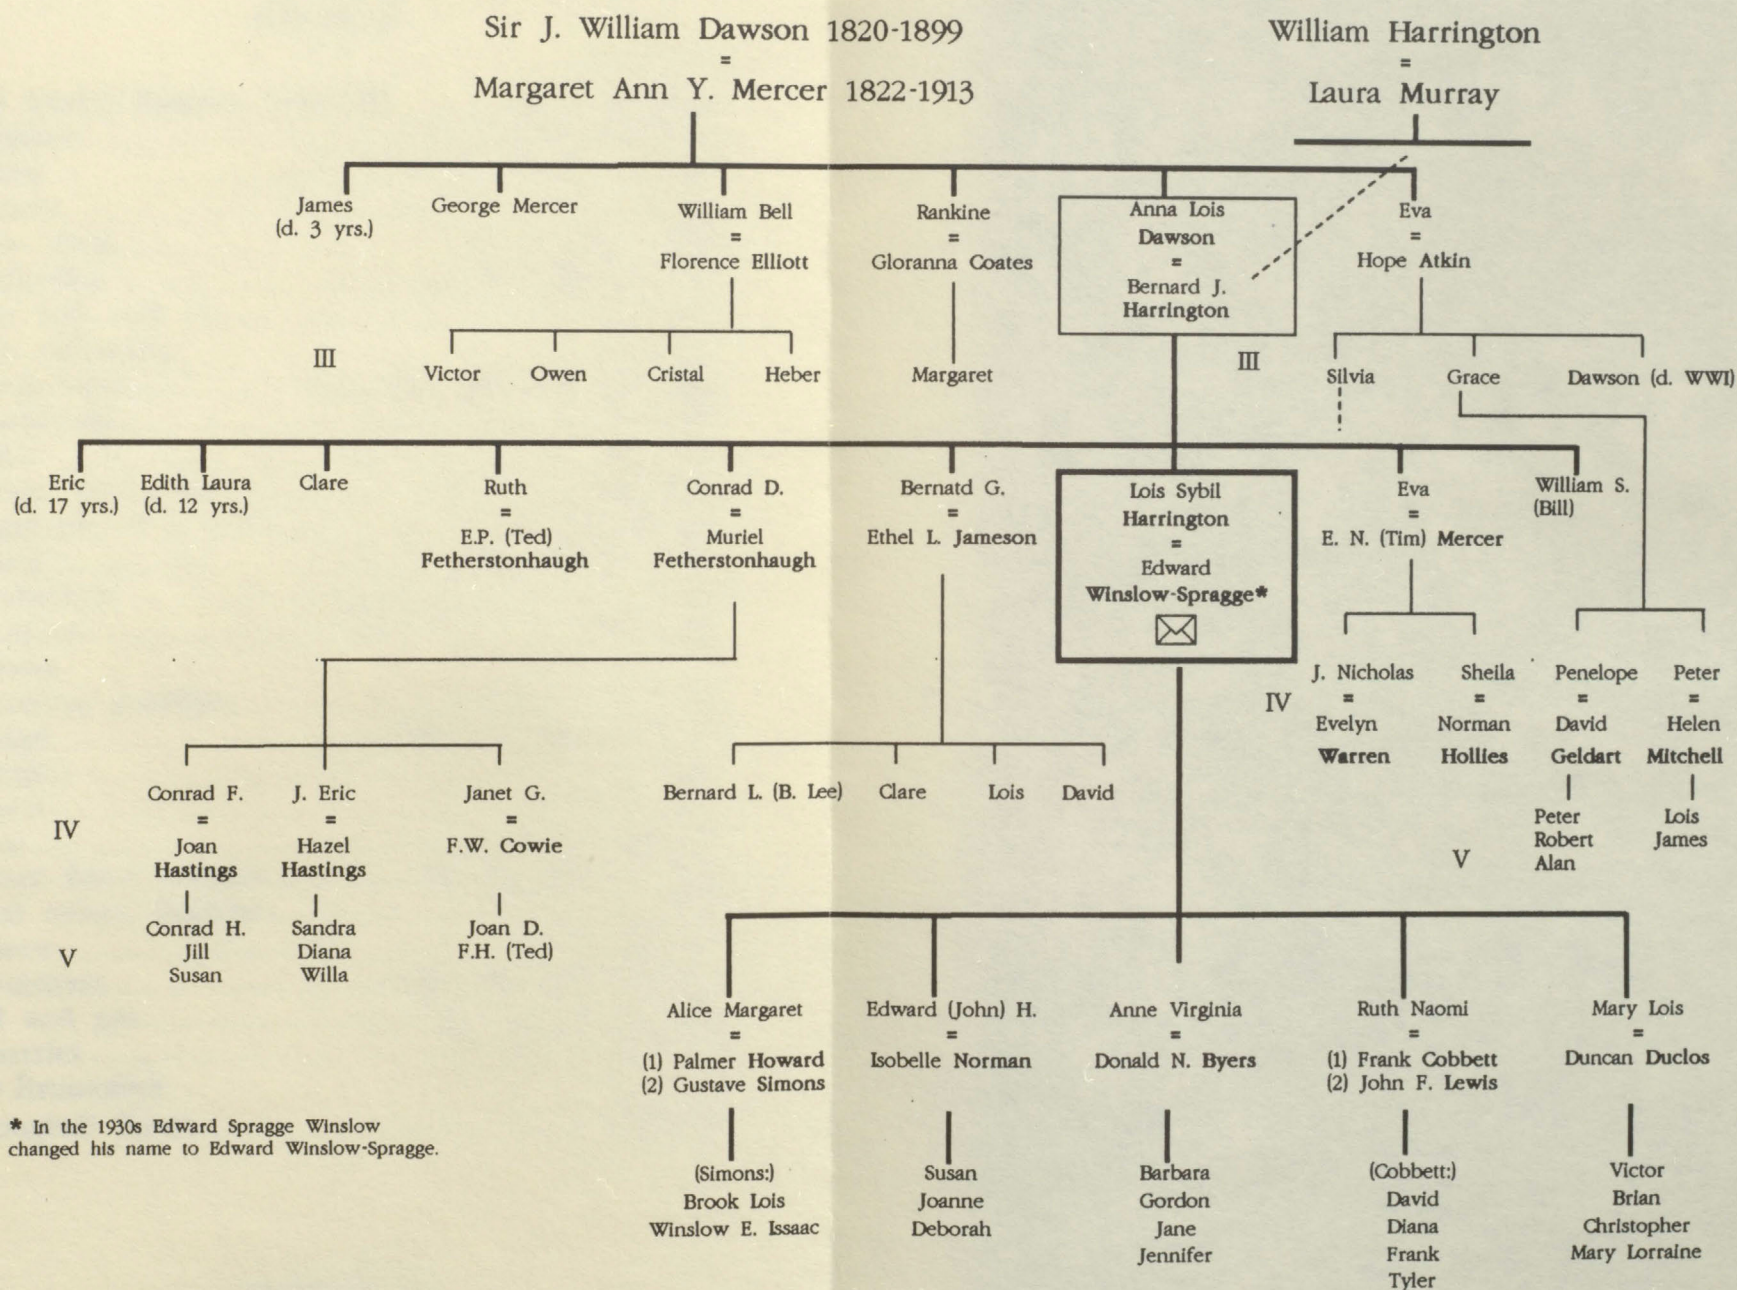 Sir J. William Dawson 1820-1899
=
Margaret Ann Y. Mercer 1822-1913
William Harrington
=
Laura Murray
James
(d. 3 yrs.)
George Mercer
William Bell
=
Florence Elliott
Rankine
=
Gloranna Coates
Anna Lois
Dawson
=
Bernard J.
Harrington
Eva
=
Hope Atkin
III
Victor
Owen
Cristal
Heber
Margaret
III
Silvia
Grace
Dawson (d. WWI)
Eric
(d. 17 yrs.)
Edith Laura
(d. 12 yrs.)
Clare
Ruth
=
E.P. (Ted)
Fetherstonhaugh
Conrad D.
=
Muriel
Fetherstonhaugh
Bernatd G.
=
Ethel L. Jameson
Lois Sybil
Harrington
=
Edward
Winslow-Spragge*
Eva
=
E. N. (Tim) Mercer
William S.
(Bill)
IV
J. Nicholas
=
Evelyn
Warren
Sheila
=
Norman
Hollies
Penelope
=
David
Geldart
Peter
=
Helen
Mitchell
Peter
Robert
Alan
Lois
James
V
IV
Conrad F.
=
Joan
Hastings
J. Eric
=
Hazel
Hastings
Janet G.
=
F.W. Cowie
Bernard L. (B. Lee)
Clare
Lois
David
V
Conrad H.
Jill
Susan
Sandra
Diana
Willa
Joan D.
F.H. (Ted)
Alice Margaret
=
(1) Palmer Howard
(2) Gustave Simons
Edward (John) H.
=
Isobelle Norman
Anne Virginia
=
Donald N. Byers
Ruth Naomi
=
(1) Frank Cobbett
(2) John F. Lewis
Mary Lois
=
Duncan Duclos
(Simons:)
Brook Lois
Winslow E. Issaac
Susan
Joanne
Deborah
Barbara
Gordon
Jane
Jennifer
(Cobbett:)
David
Diana
Frank
Tyler
Victor
Brian
Christopher
Mary Lorraine
* In the 1930s Edward Spragge Winslow
changed his name to Edward Winslow-Spragge.